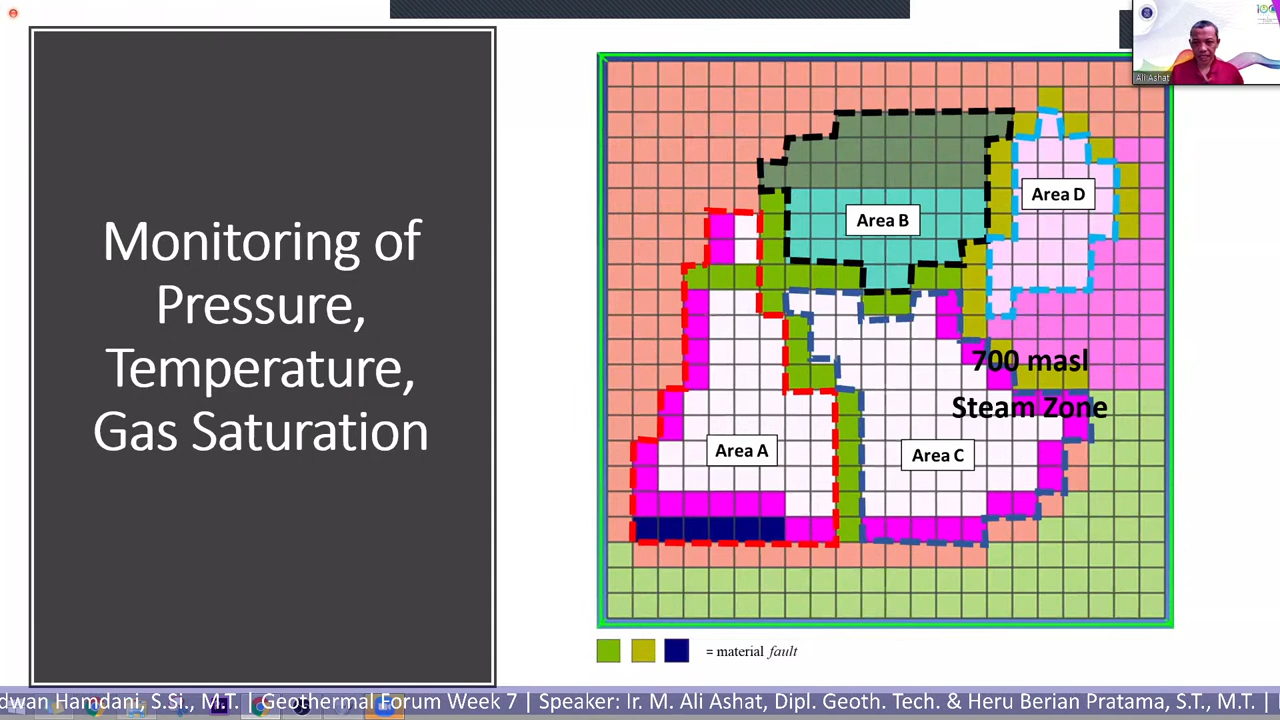 Monitoring of
Pressure,
Temperature,
Gas Saturation
Area B
Area D
700 masl
Steam Zone
Area A
Area C
= material fault
Ali Ashat
dwan Hamdani, S.Si., M.T. | Geothermal Forum Week 7 | Speaker: Ir. M. Ali Ashat, Dipl. Geoth. Tech. & Heru Berian Pratama, S.T., M.T. |